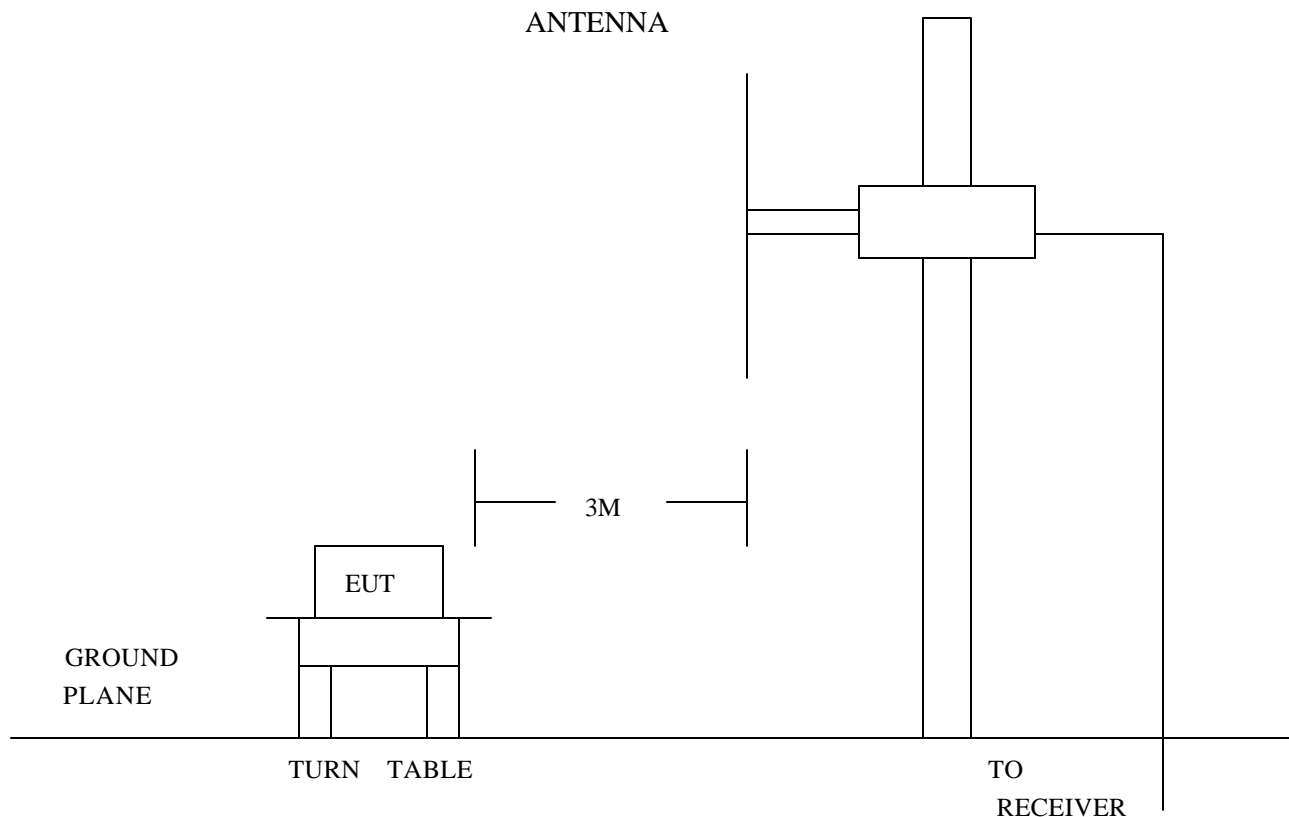 ANTENNA
3M
EUT
GROUND
PLANE
TURN TABLE
TO
RECEIVER